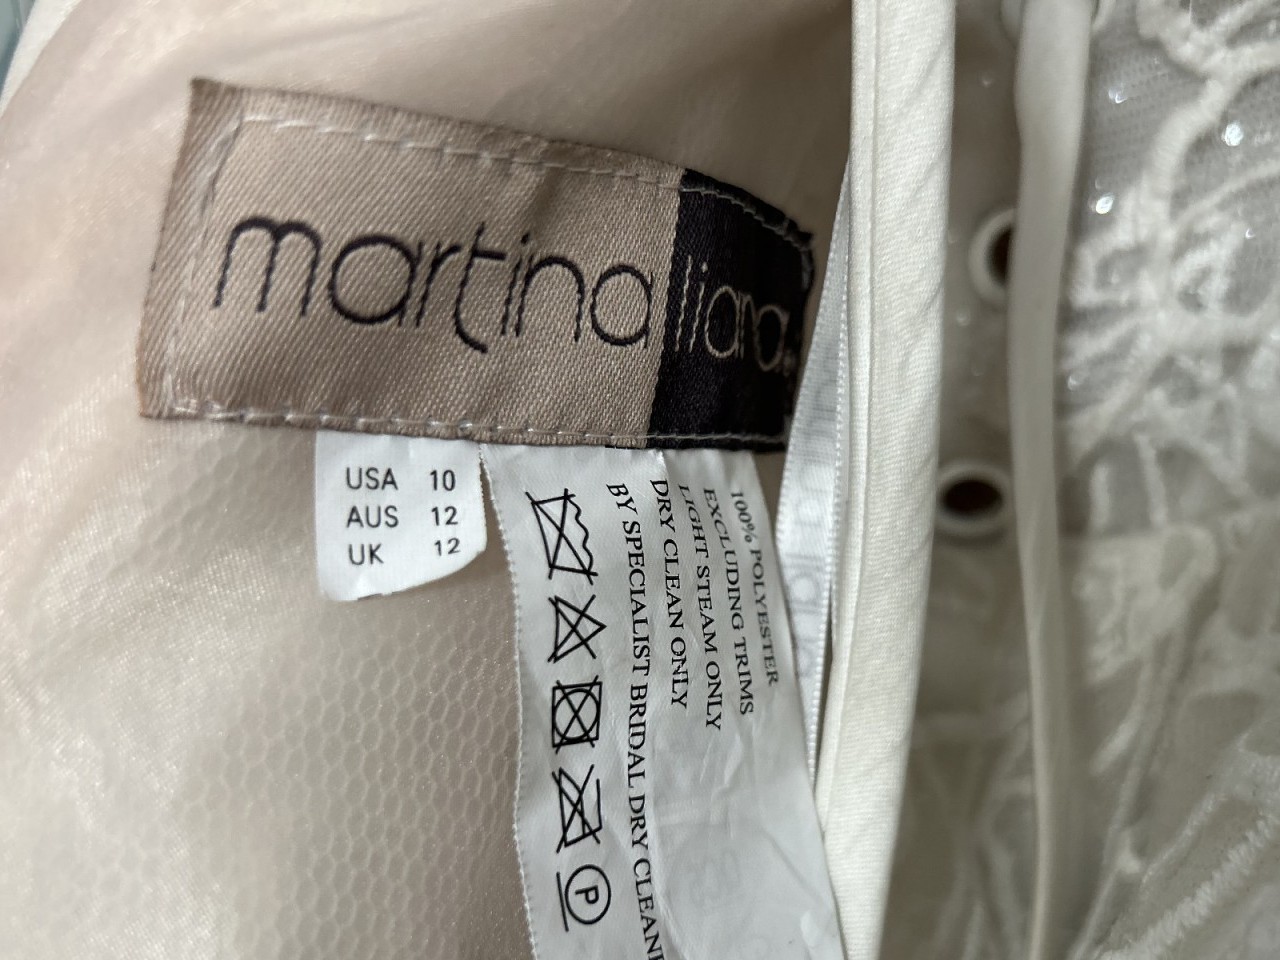 martina liana
USA 10
AUS 12
UK 12
100% POLYESTER
EXCLUDING TRIMS
LIGHT STEAM ONLY
DRY CLEAN ONLY
BY SPECIALIST BRIDAL DRY
P